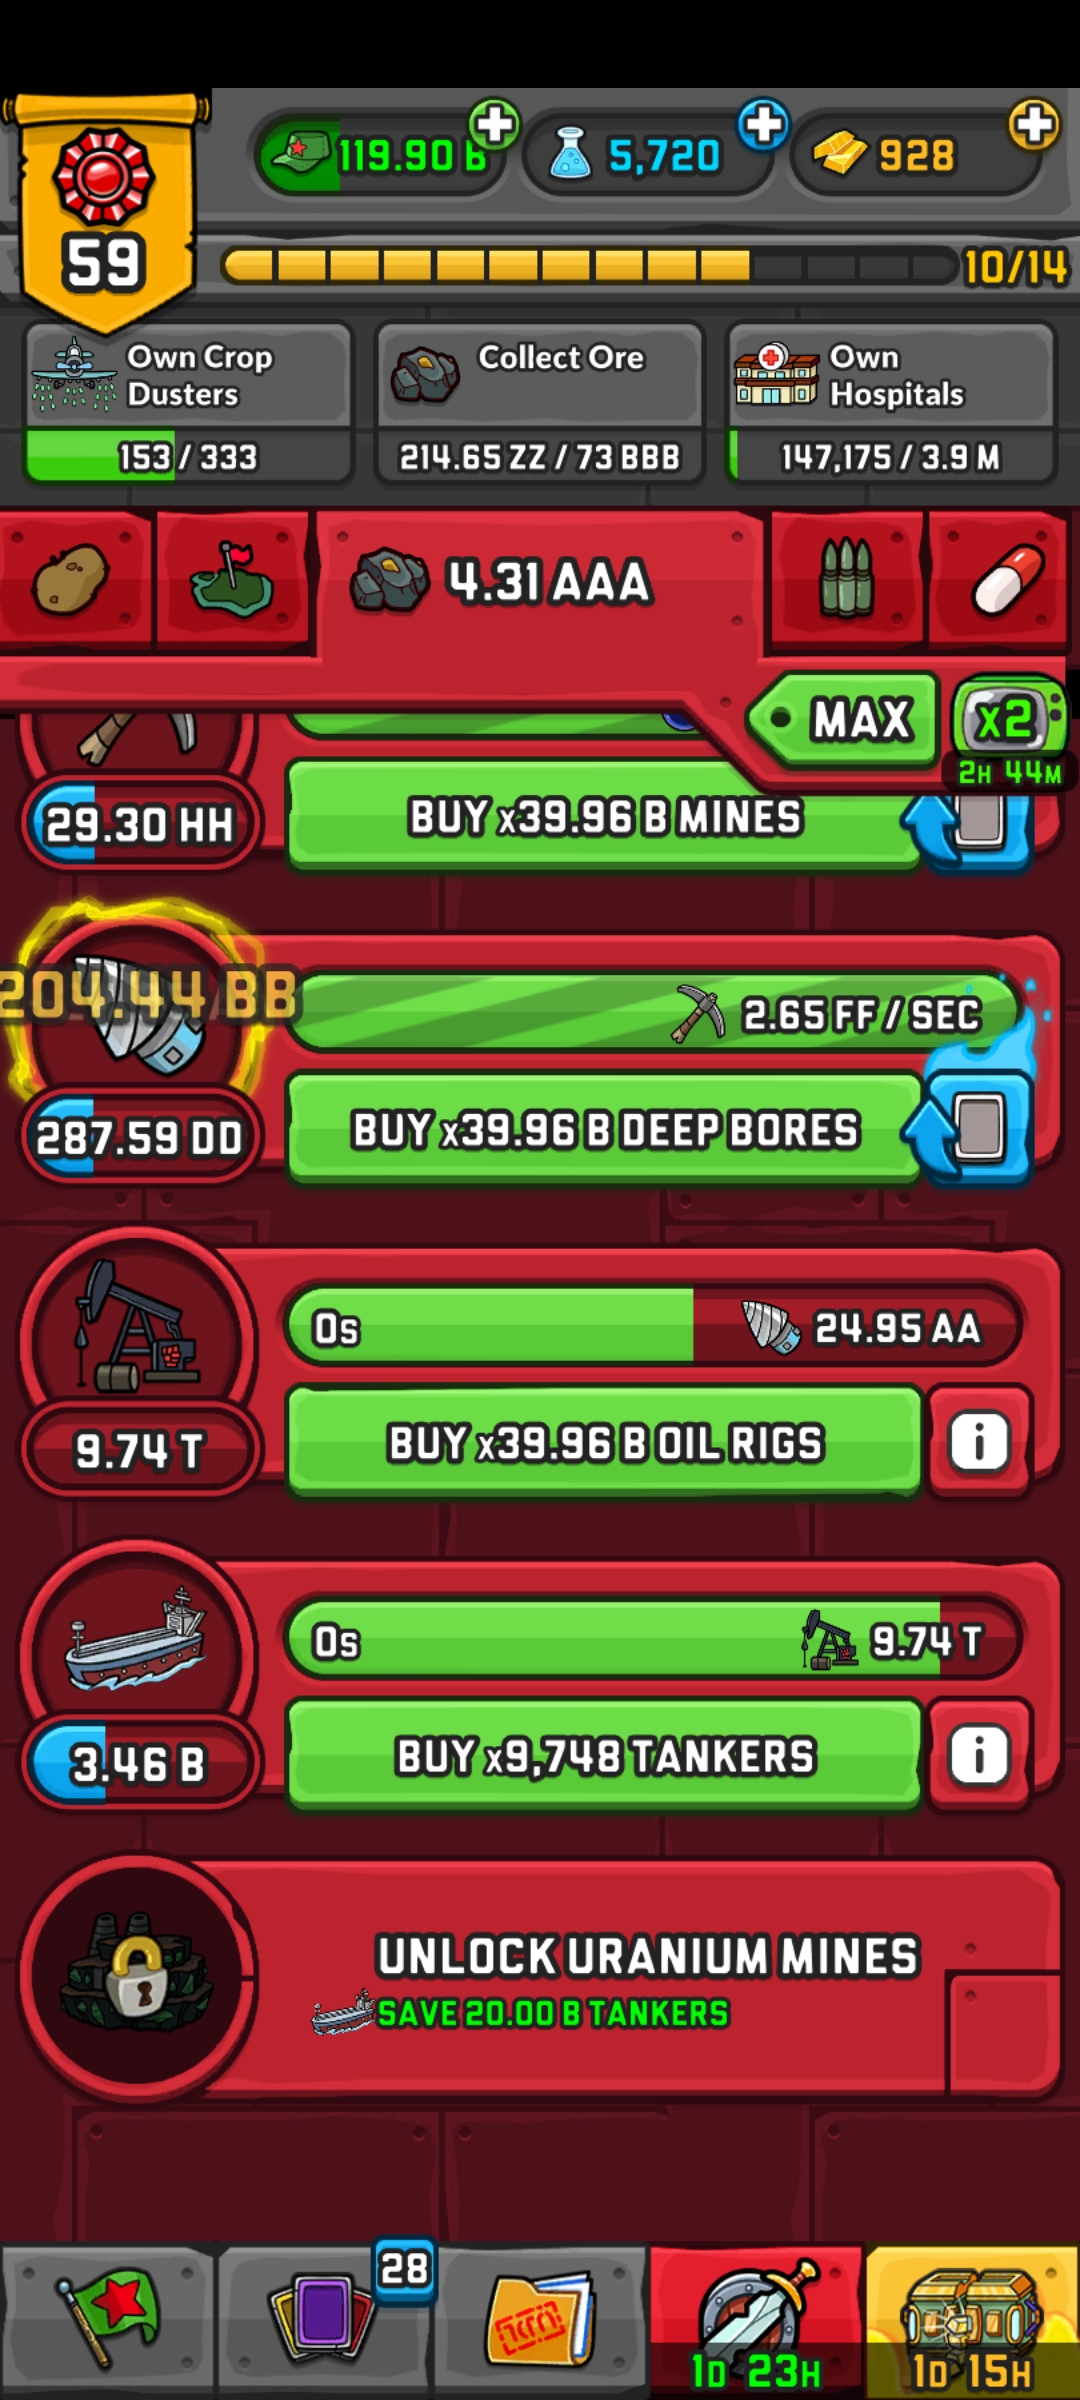 119.90 B
5,720
928
59
10/14
Own Crop
Dusters
153 / 333
Collect Ore
214.65 ZZ / 73 BBB
Own
Hospitals
147,175 / 3.9 M
4.31 AAA
MAX
x2
2H 44M
29.30 HH
BUY x39.96 B MINES
204.44 BB
2.65 FF / SEC
287.59 DD
BUY x39.96 B DEEP BORES
0s
24.95 AA
9.74 T
BUY x39.96 B OIL RIGS
i
0s
9.74 T
3.46 B
BUY x9,748 TANKERS
i
UNLOCK URANIUM MINES
SAVE 20.00 B TANKERS
28
1D 23H
1D 15H